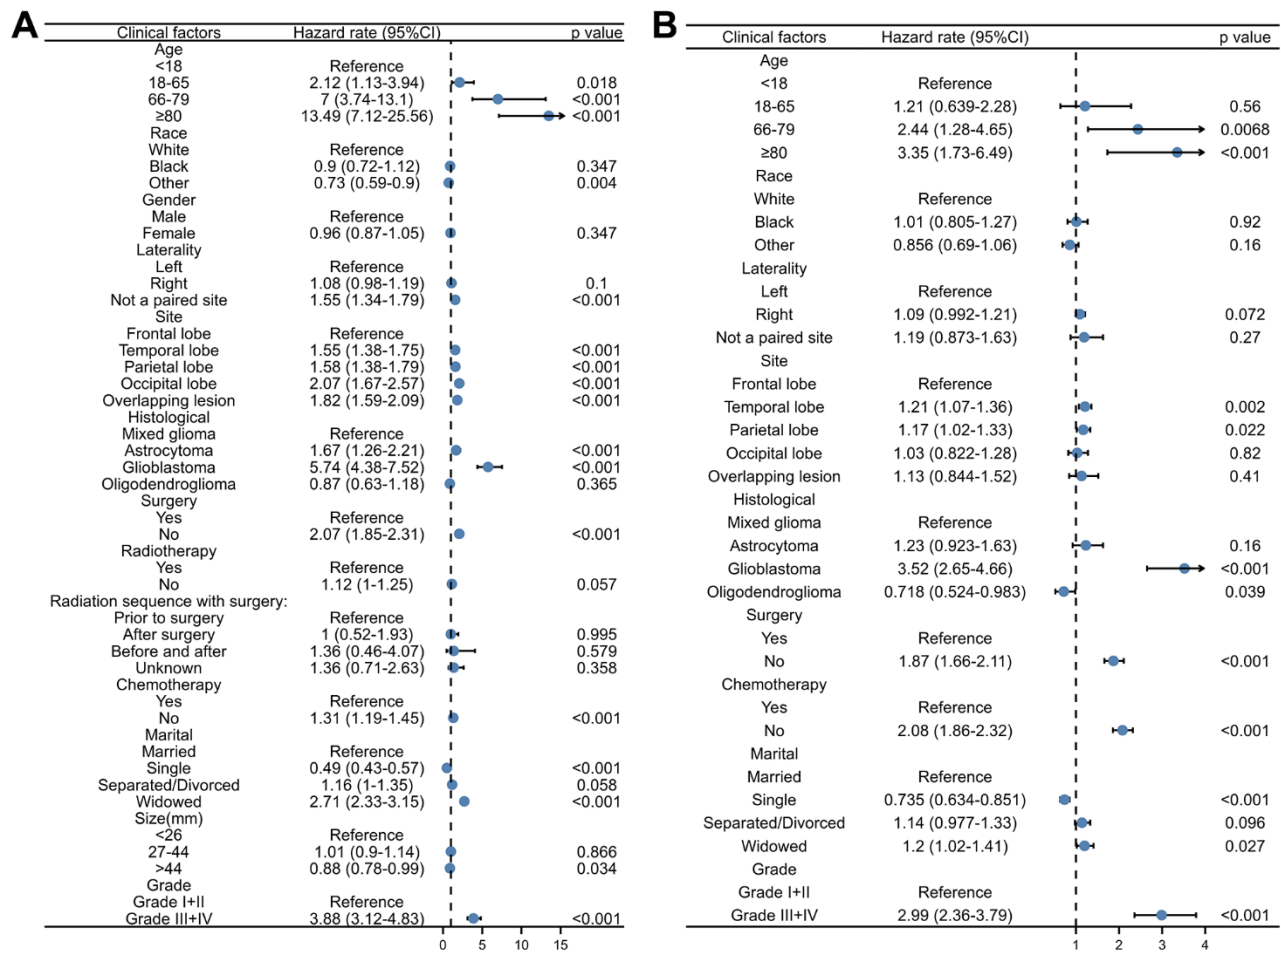 A
Clinical factors Hazard rate (95%CI) p value
Age
<18 Reference
18-65 2.12 (1.13-3.94) 0.018
66-79 7 (3.74-13.1) <0.001
≥80 13.49 (7.12-25.56) <0.001
Race
White Reference
Black 0.9 (0.72-1.12) 0.347
Other 0.73 (0.59-0.9) 0.004
Gender
Male Reference
Female 0.96 (0.87-1.05) 0.347
Laterality
Left Reference
Right 1.08 (0.98-1.19) 0.1
Not a paired site 1.55 (1.34-1.79) <0.001
Site
Frontal lobe Reference
Temporal lobe 1.55 (1.38-1.75) <0.001
Parietal lobe 1.58 (1.38-1.79) <0.001
Occipital lobe 2.07 (1.67-2.57) <0.001
Overlapping lesion 1.82 (1.59-2.09) <0.001
Histological
Mixed glioma Reference
Astrocytoma 1.67 (1.26-2.21) <0.001
Glioblastoma 5.74 (4.38-7.52) <0.001
Oligodendroglioma 0.87 (0.63-1.18) 0.365
Surgery
Yes Reference
No 2.07 (1.85-2.31) <0.001
Radiotherapy
Yes Reference
No 1.12 (1-1.25) 0.057
Radiation sequence with surgery:
Prior to surgery Reference
After surgery 1 (0.52-1.93) 0.995
Before and after 1.36 (0.46-4.07) 0.579
Unknown 1.36 (0.71-2.63) 0.358
Chemotherapy
Yes Reference
No 1.31 (1.19-1.45) <0.001
Marital
Married Reference
Single 0.49 (0.43-0.57) <0.001
Separated/Divorced 1.16 (1-1.35) 0.058
Widowed 2.71 (2.33-3.15) <0.001
Size(mm)
<26 Reference
27-44 1.01 (0.9-1.14) 0.866
>44 0.88 (0.78-0.99) 0.034
Grade
Grade I+II Reference
Grade III+IV 3.88 (3.12-4.83) <0.001
0 5 10 15
B
Clinical factors Hazard rate (95%CI) p value
Age
<18 Reference
18-65 1.21 (0.639-2.28) 0.56
66-79 2.44 (1.28-4.65) 0.0068
≥80 3.35 (1.73-6.49) <0.001
Race
White Reference
Black 1.01 (0.805-1.27) 0.92
Other 0.856 (0.69-1.06) 0.16
Laterality
Left Reference
Right 1.09 (0.992-1.21) 0.072
Not a paired site 1.19 (0.873-1.63) 0.27
Site
Frontal lobe Reference
Temporal lobe 1.21 (1.07-1.36) 0.002
Parietal lobe 1.17 (1.02-1.33) 0.022
Occipital lobe 1.03 (0.822-1.28) 0.82
Overlapping lesion 1.13 (0.844-1.52) 0.41
Histological
Mixed glioma Reference
Astrocytoma 1.23 (0.923-1.63) 0.16
Glioblastoma 3.52 (2.65-4.66) <0.001
Oligodendroglioma 0.718 (0.524-0.983) 0.039
Surgery
Yes Reference
No 1.87 (1.66-2.11) <0.001
Chemotherapy
Yes Reference
No 2.08 (1.86-2.32) <0.001
Marital
Married Reference
Single 0.735 (0.634-0.851) <0.001
Separated/Divorced 1.14 (0.977-1.33) 0.096
Widowed 1.2 (1.02-1.41) 0.027
Grade
Grade I+II Reference
Grade III+IV 2.99 (2.36-3.79) <0.001
1 2 3 4